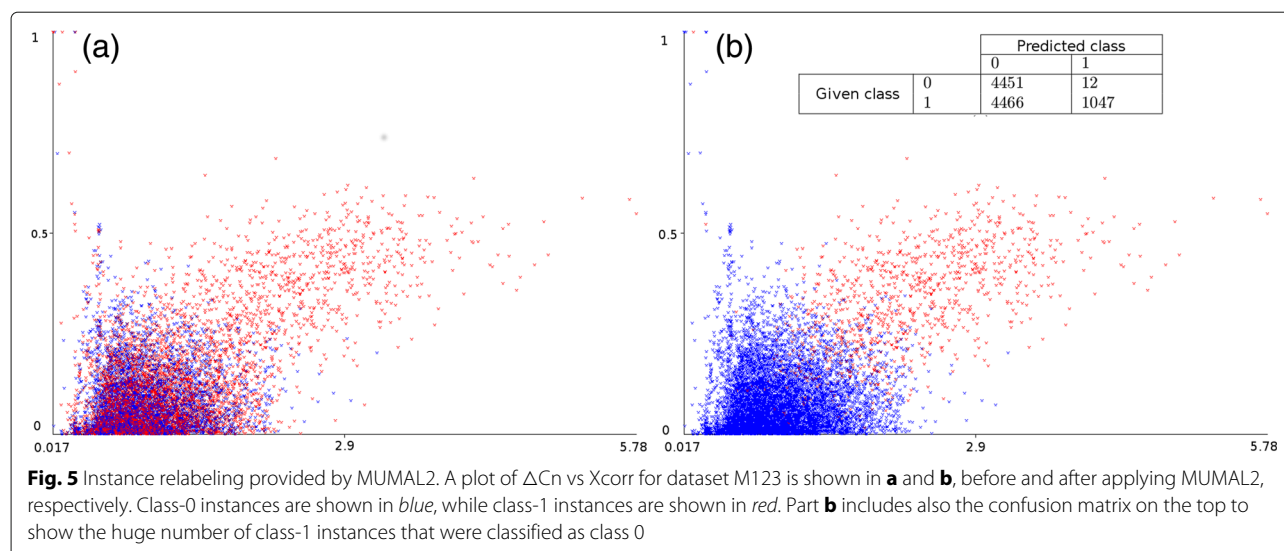 1
(a)
0.5
0
0.017
2.9
5.78
1
(b)
Predicted class
0 1
Given class
0 4451 12
1 4466 1047
0.5
0
0.017
2.9
5.78
Fig. 5 Instance relabeling provided by MUMAL2. A plot of ΔCn vs Xcorr for dataset M123 is shown in a and b, before and after applying MUMAL2,
respectively. Class-0 instances are shown in blue, while class-1 instances are shown in red. Part b includes also the confusion matrix on the top to
show the huge number of class-1 instances that were classified as class 0